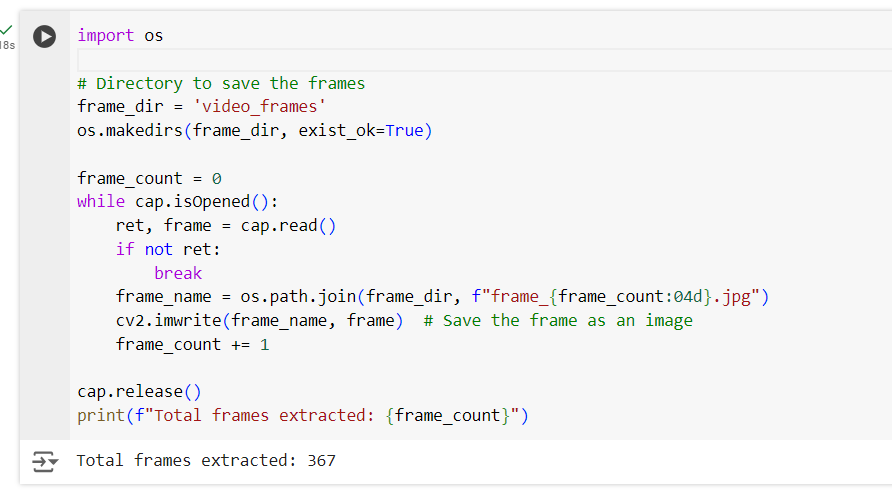 import os
18s
# Directory to save the frames
frame_dir = 'video_frames'
os.makedirs(frame_dir, exist_ok=True)
frame_count = 0
while cap.isOpened():
    ret, frame = cap.read()
    if not ret:
        break
    frame_name = os.path.join(frame_dir, f"frame_{frame_count:04d}.jpg")
    cv2.imwrite(frame_name, frame)  # Save the frame as an image
    frame_count += 1
cap.release()
print(f"Total frames extracted: {frame_count}")
Total frames extracted: 367